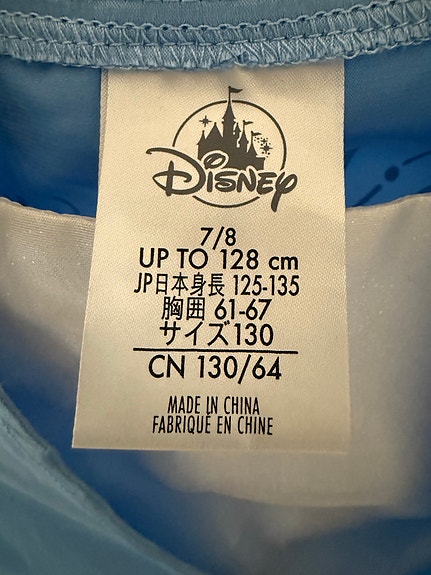 Disney
7/8
UP TO 128 cm
JP日本身長 125-135
胸囲 61-67
サイズ130
CN 130/64
MADE IN CHINA
FABRIQUÉ EN CHINE